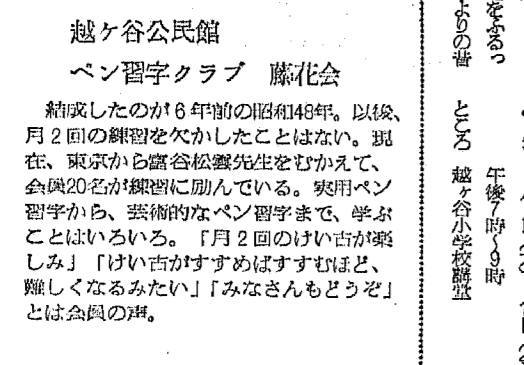 越ケ谷公民館
ペン習字クラブ 藤花会
結成したのが6年前の昭和48年。以後、
月2回の練習を欠かしたことはない。現
在、東京から富谷松雲先生をむかえて、
会員20名が練習に励んでいる。実用ペン
習字から、芸術的なペン習字まで、学ぶ
ことはいろいろ。「月2回のけい古が楽
しみ」「けい古がすすめばすすむほど、
難しくなるみたい」「みなさんもどうぞ」
とは会員の声。
をふるっ
よりの昔
午後7時〜9時
ところ 越ヶ谷小学校講堂